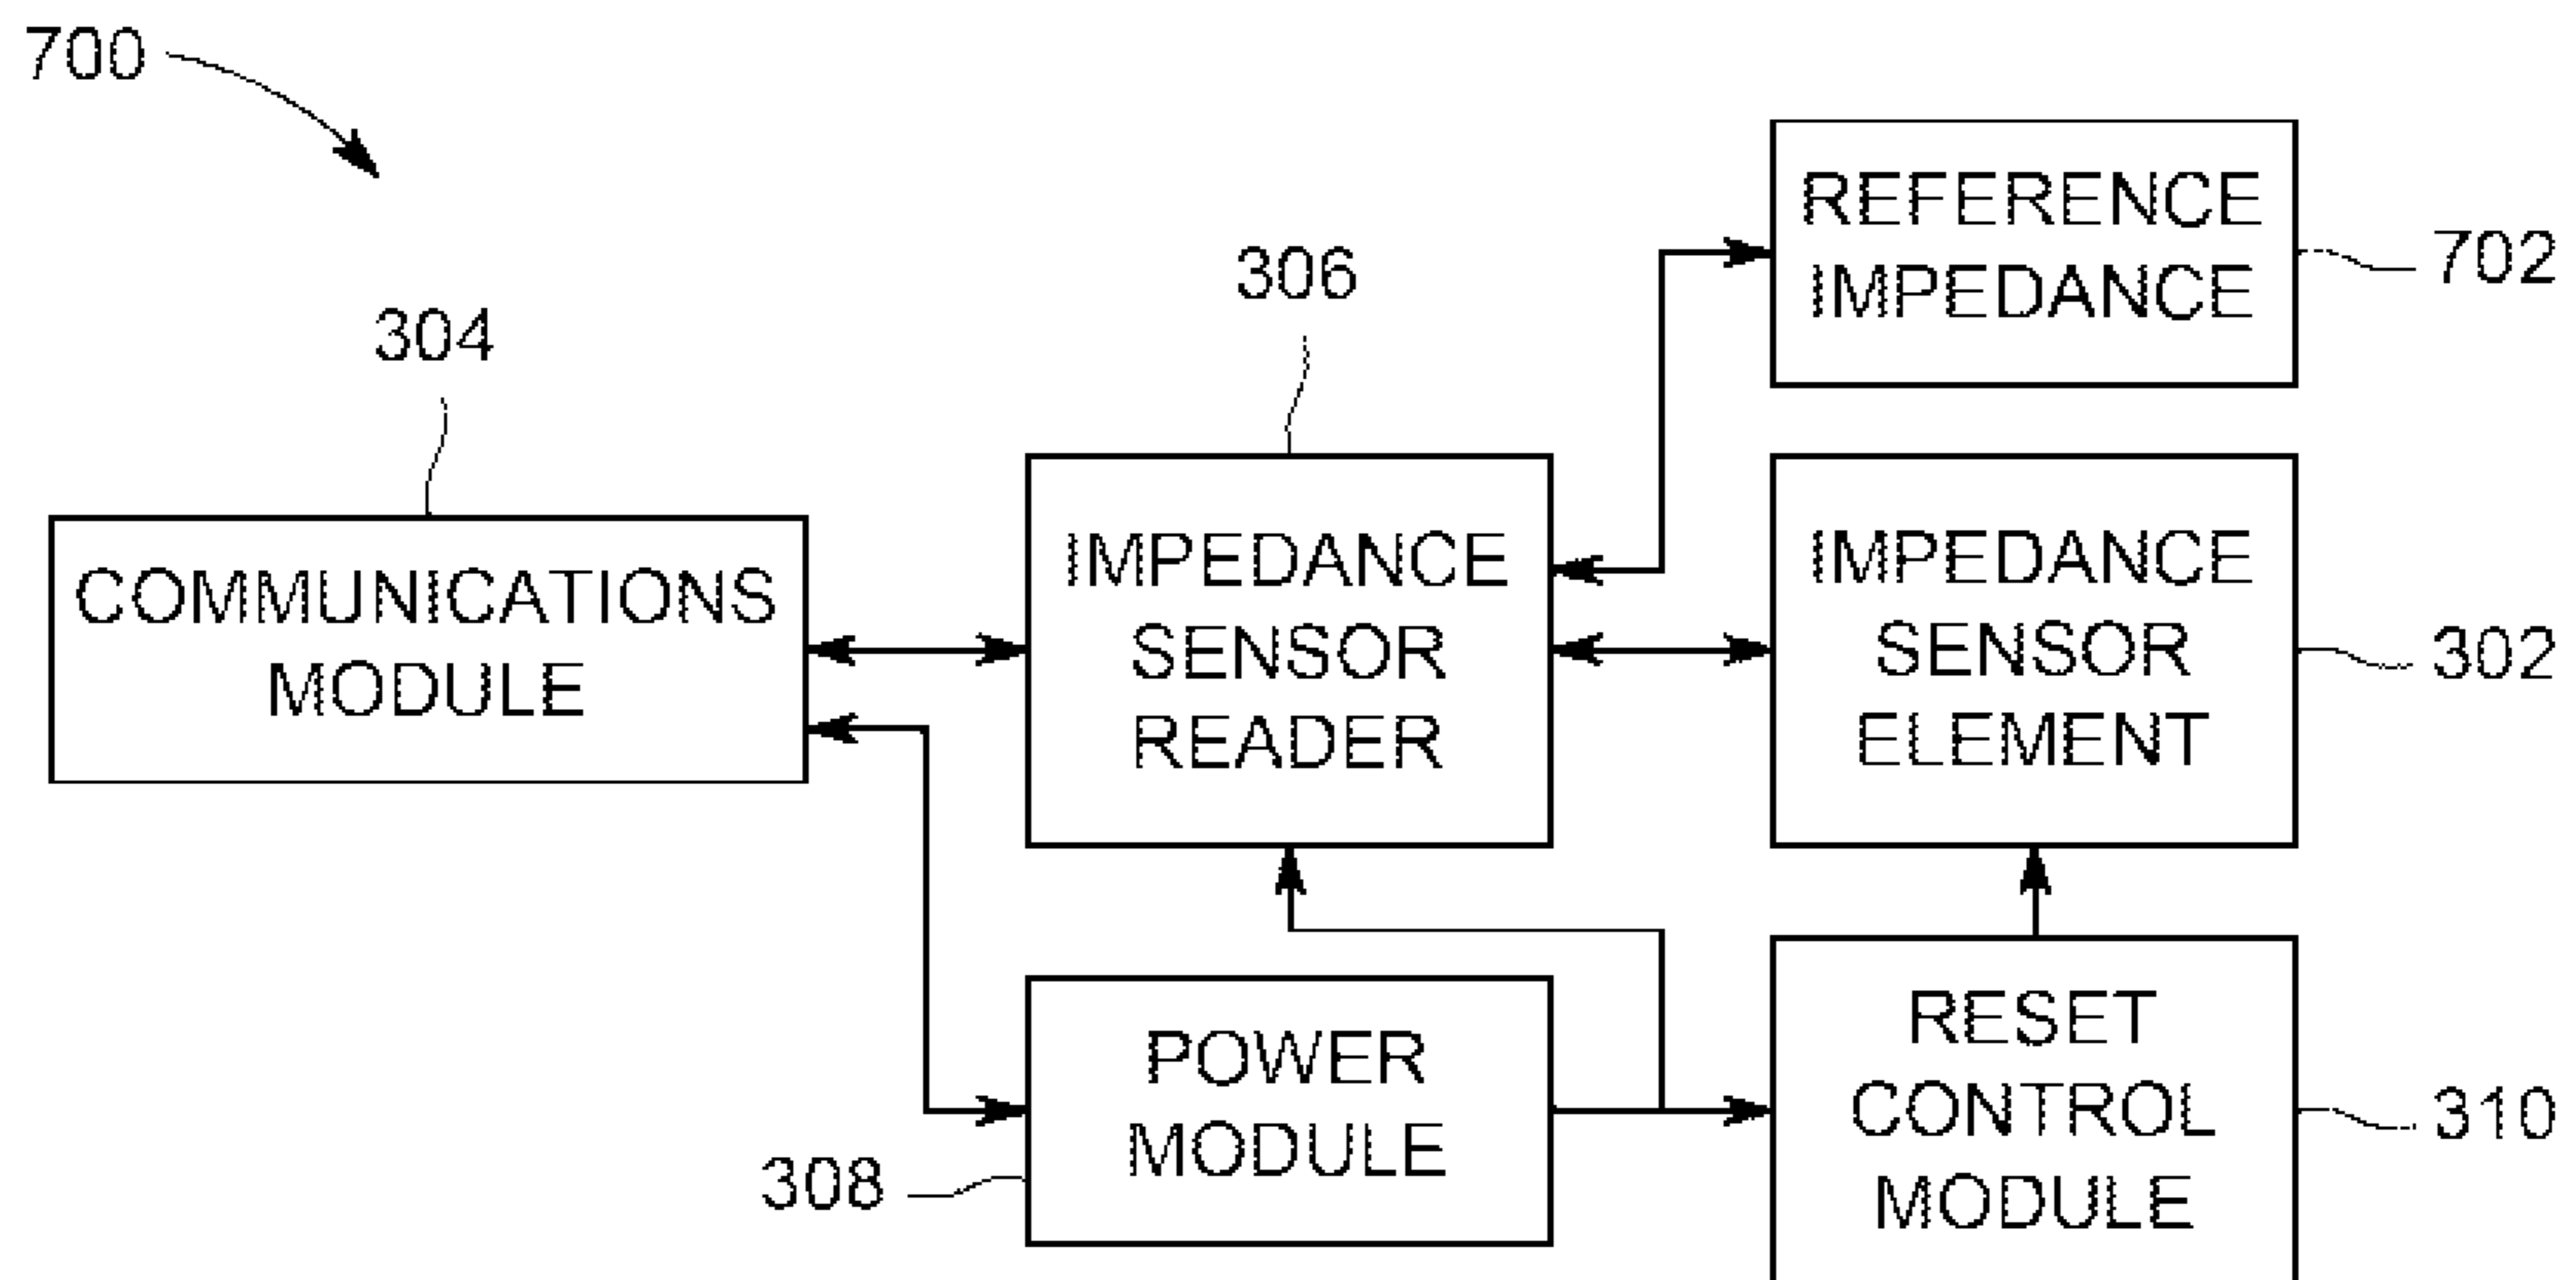 700
REFERENCE
IMPEDANCE
702
306
304
IMPEDANCE
SENSOR
READER
IMPEDANCE
SENSOR
ELEMENT
302
COMMUNICATIONS
MODULE
POWER
MODULE
308
RESET
CONTROL
MODULE
310